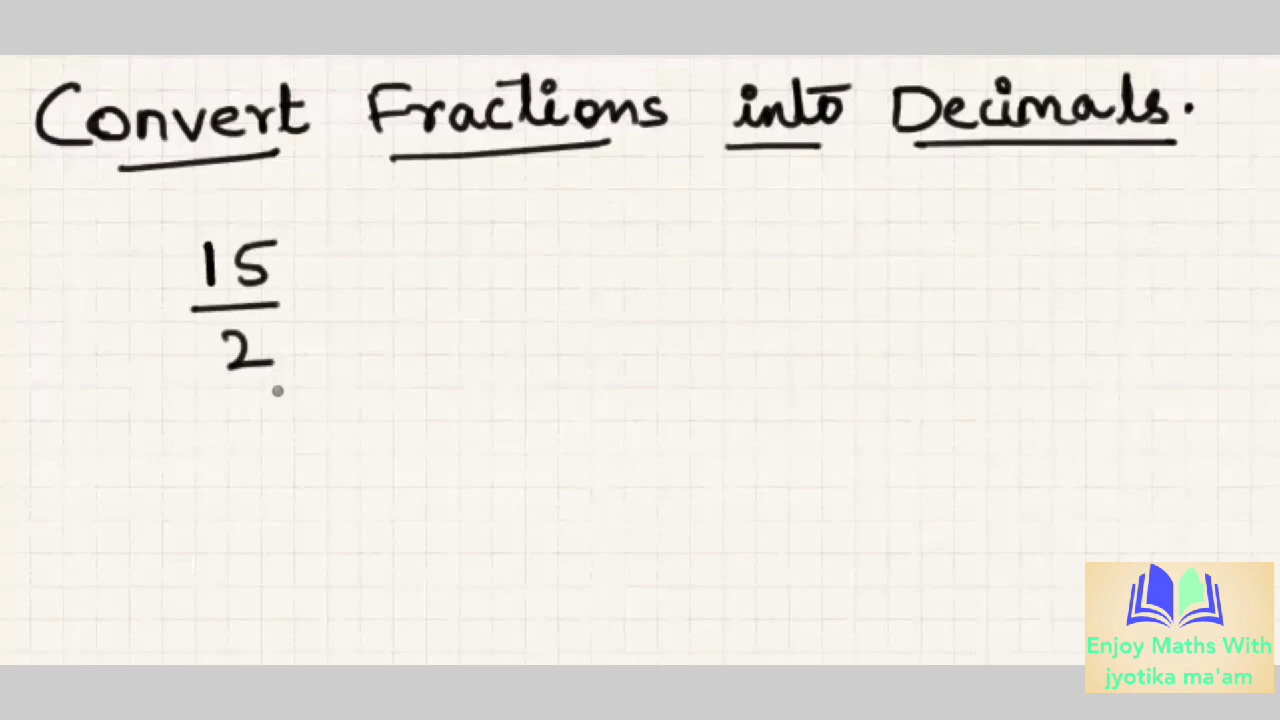 Convert Fractions into Decimals.
15
2
Enjoy Maths With
jyotika ma'am